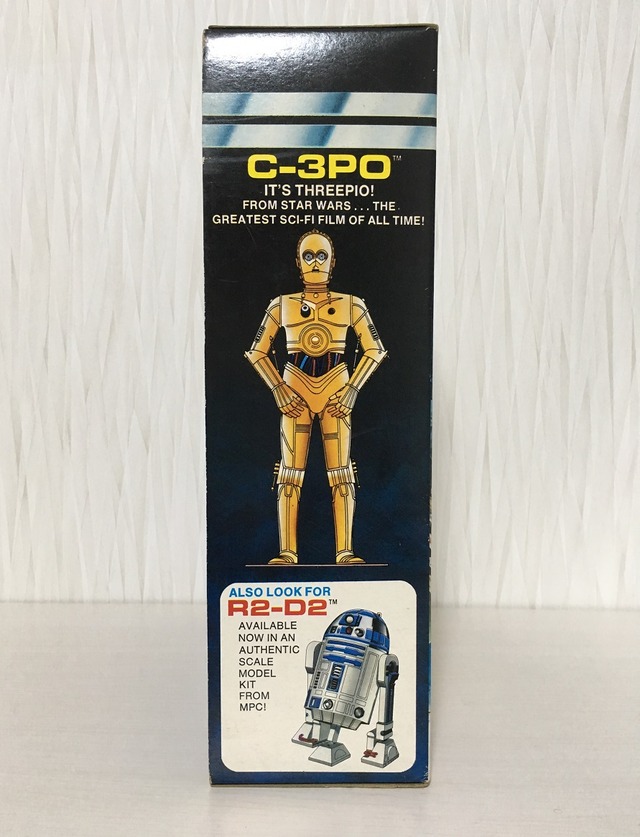 C-3PO™
IT'S THREEPIO!
FROM STAR WARS . . . THE
GREATEST SCI-FI FILM OF ALL TIME!
ALSO LOOK FOR
R2-D2™
AVAILABLE
NOW IN AN
AUTHENTIC
SCALE
MODEL
KIT
FROM
MPC!